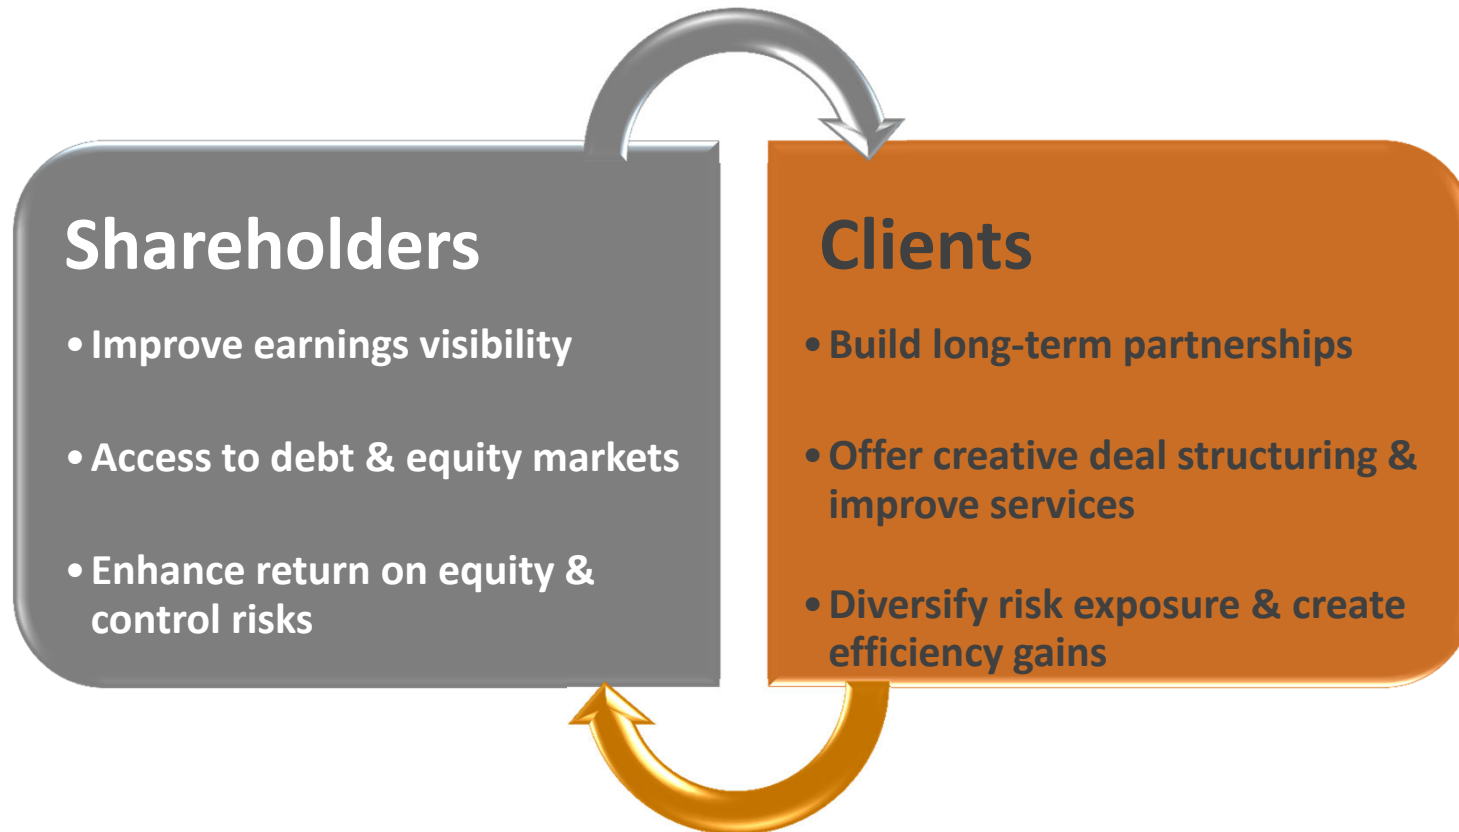 Shareholders
• Improve earnings visibility
• Access to debt & equity markets
• Enhance return on equity &
control risks
Clients
• Build long-term partnerships
• Offer creative deal structuring &
improve services
• Diversify risk exposure & create
efficiency gains